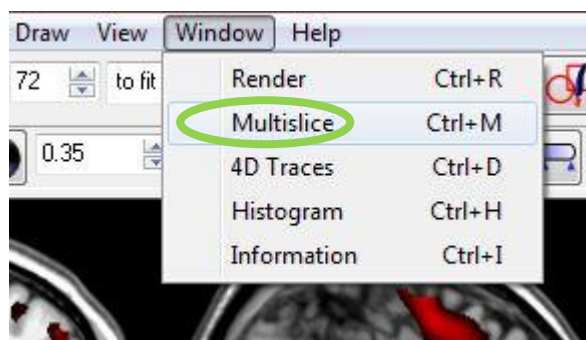 Draw View Window Help
72 to fit
Render Ctrl+R
Multislice Ctrl+M
0.35
4D Traces Ctrl+D
Histogram Ctrl+H
Information Ctrl+I